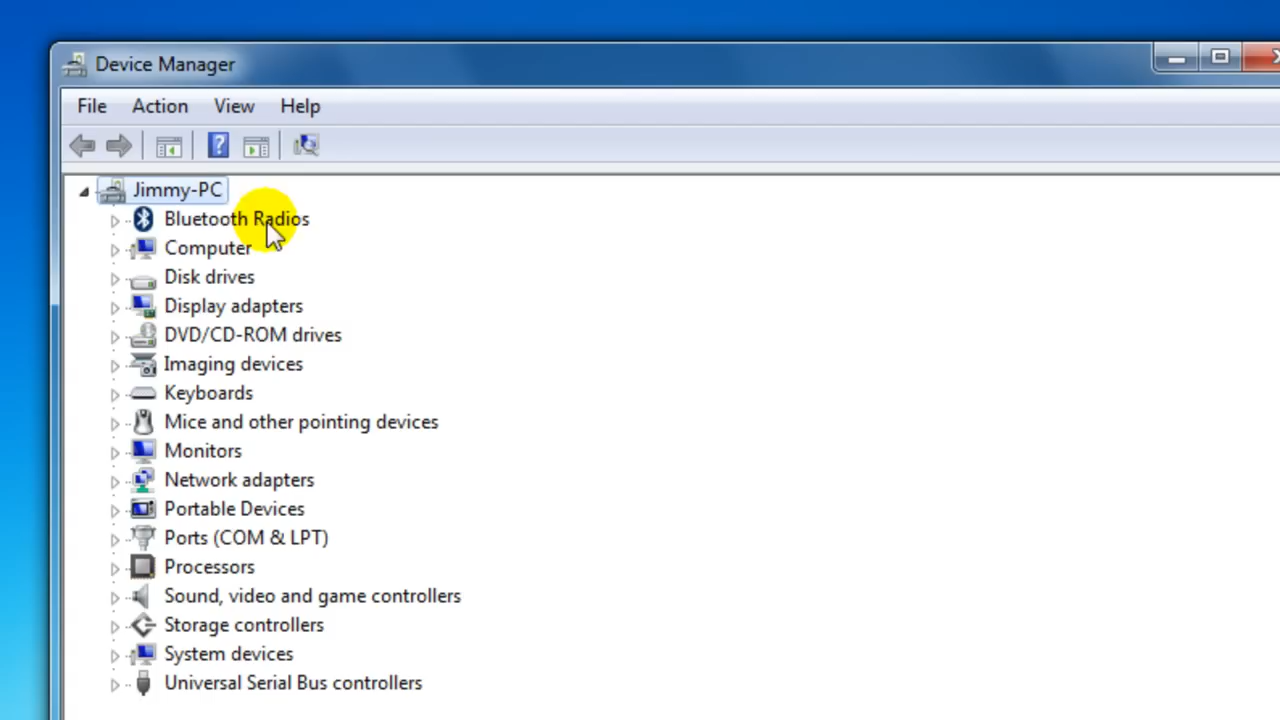 Device Manager
File Action View Help
Jimmy-PC
Bluetooth Radios
Computer
Disk drives
Display adapters
DVD/CD-ROM drives
Imaging devices
Keyboards
Mice and other pointing devices
Monitors
Network adapters
Portable Devices
Ports (COM & LPT)
Processors
Sound, video and game controllers
Storage controllers
System devices
Universal Serial Bus controllers